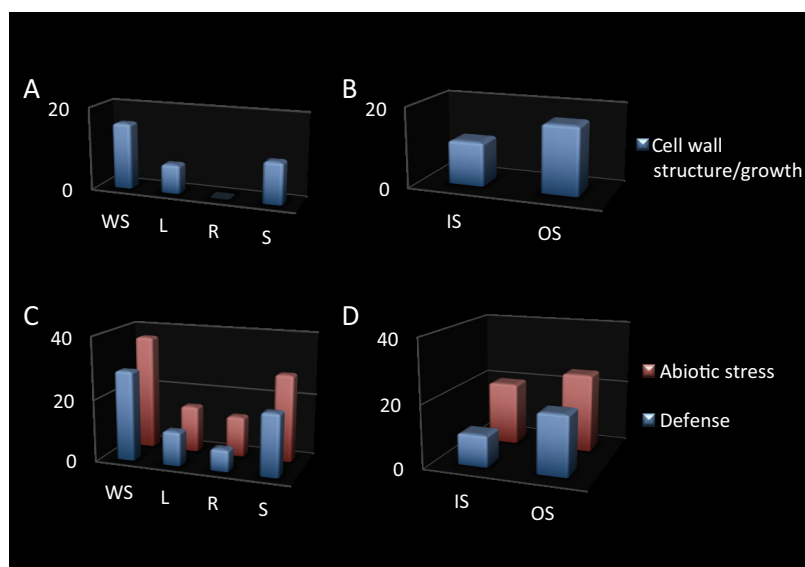 A
20
0
WS
L
R
S
B
20
0
IS
OS
Cell wall
structure/growth
C
40
20
0
WS
L
R
S
D
40
20
0
IS
OS
Abiotic stress
Defense